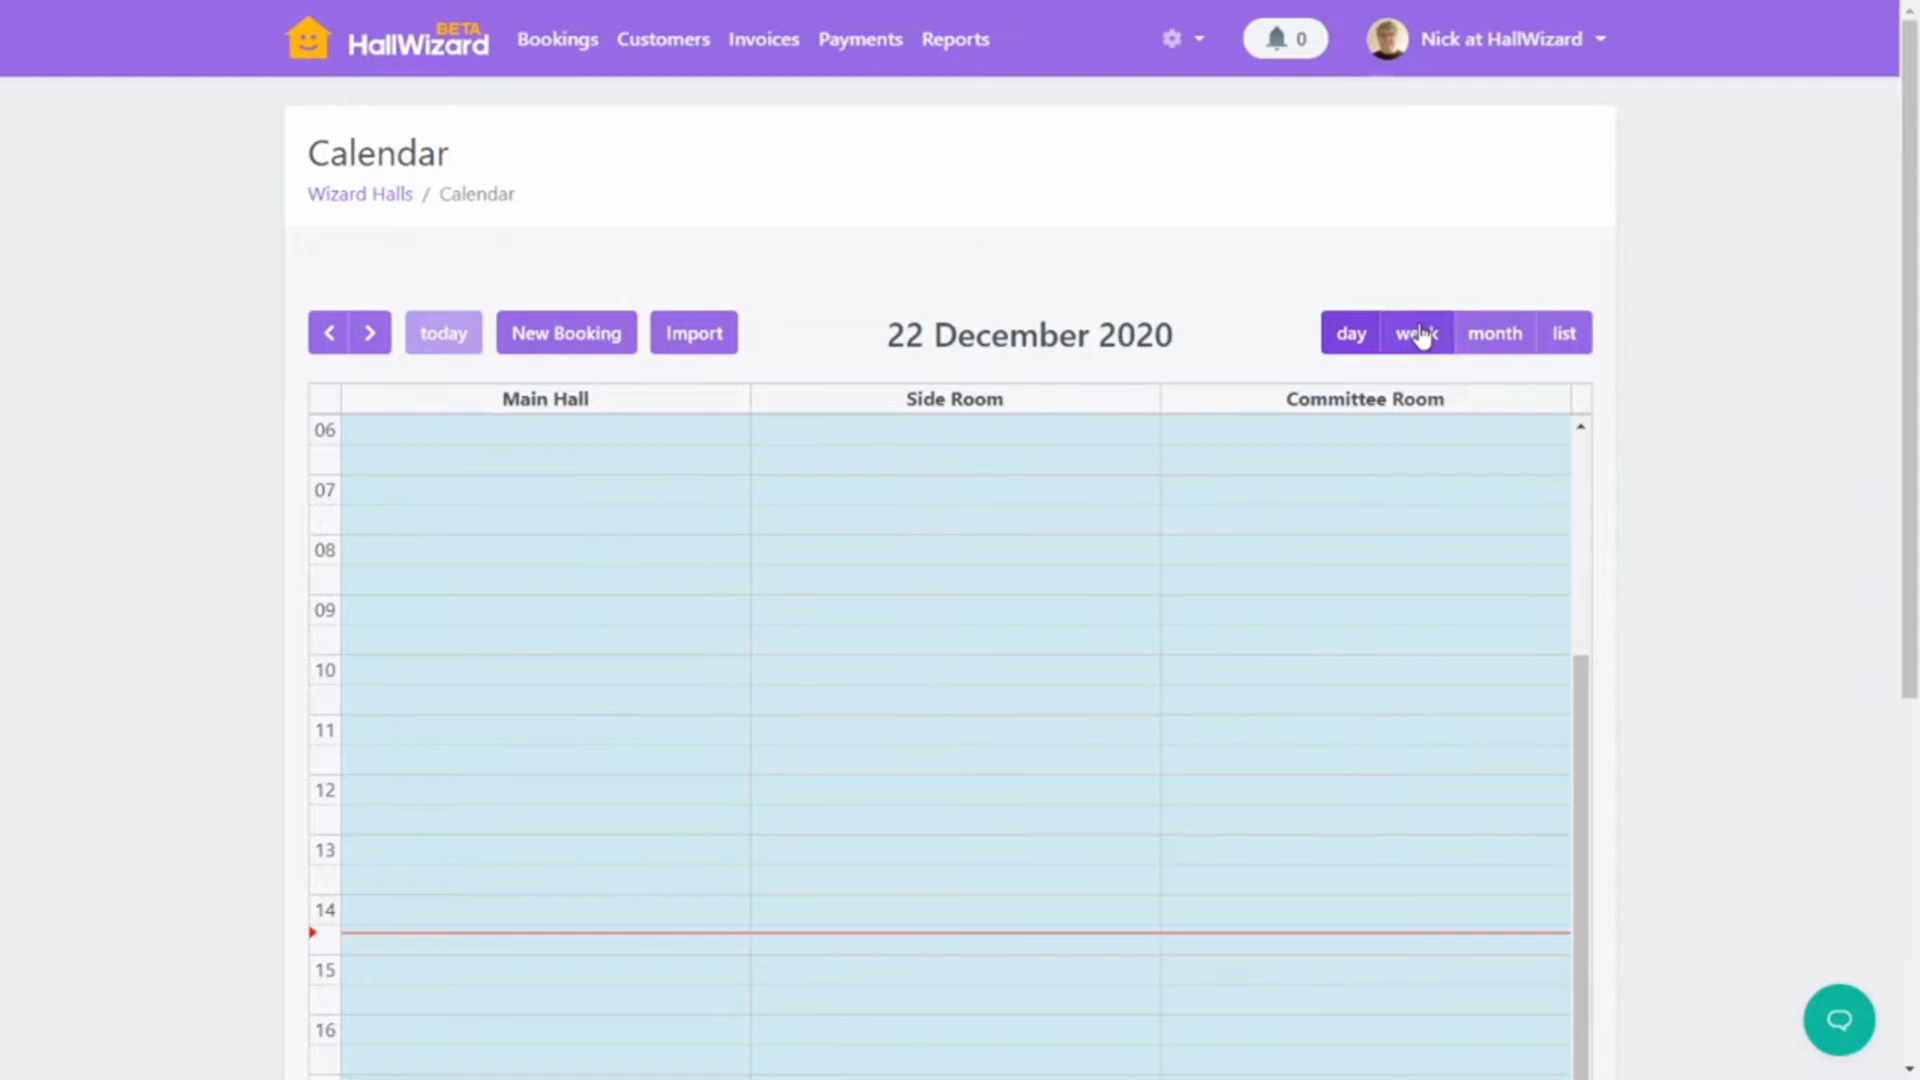 BETA
HallWizard Bookings Customers Invoices Payments Reports 0 Nick at HallWizard
Calendar
Wizard Halls / Calendar
today New Booking Import 22 December 2020 day week month list
Main Hall Side Room Committee Room
06
07
08
09
10
11
12
13
14
15
16